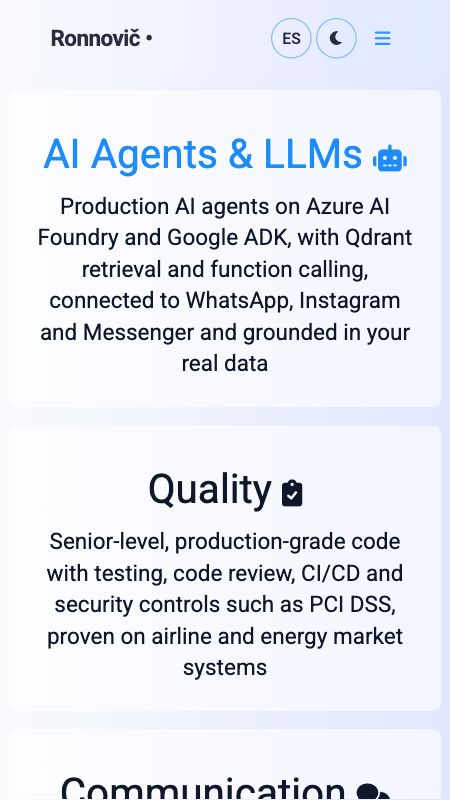 Ronnovič •
ES
AI Agents & LLMs
Production AI agents on Azure AI
Foundry and Google ADK, with Qdrant
retrieval and function calling,
connected to WhatsApp, Instagram
and Messenger and grounded in your
real data
Quality
Senior-level, production-grade code
with testing, code review, CI/CD and
security controls such as PCI DSS,
proven on airline and energy market
systems
Communication